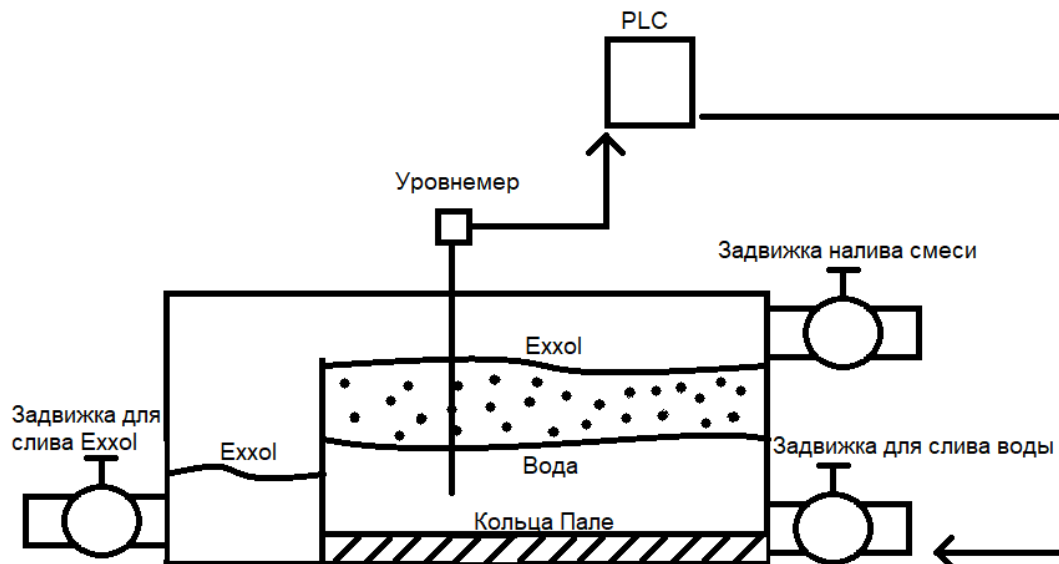 PLC
Уровнемер
Задвижка налива смеси
Exxol
Задвижка для
слива Exxol
Exxol
Задвижка для слива воды
Вода
Кольца Пале